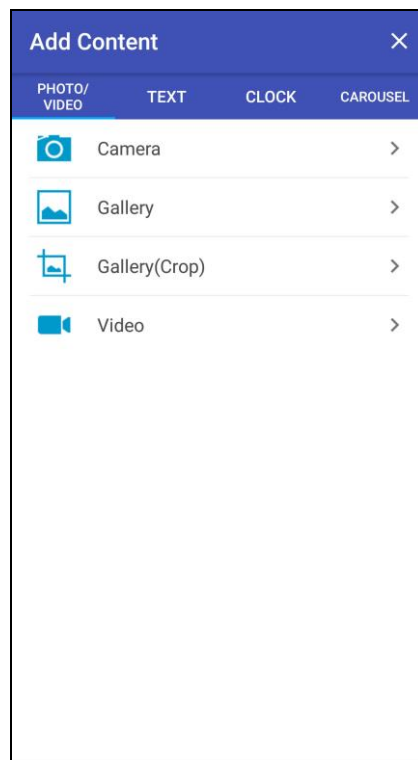 Add Content
PHOTO/
VIDEO
TEXT
CLOCK
CAROUSEL
Camera
Gallery
Gallery(Crop)
Video